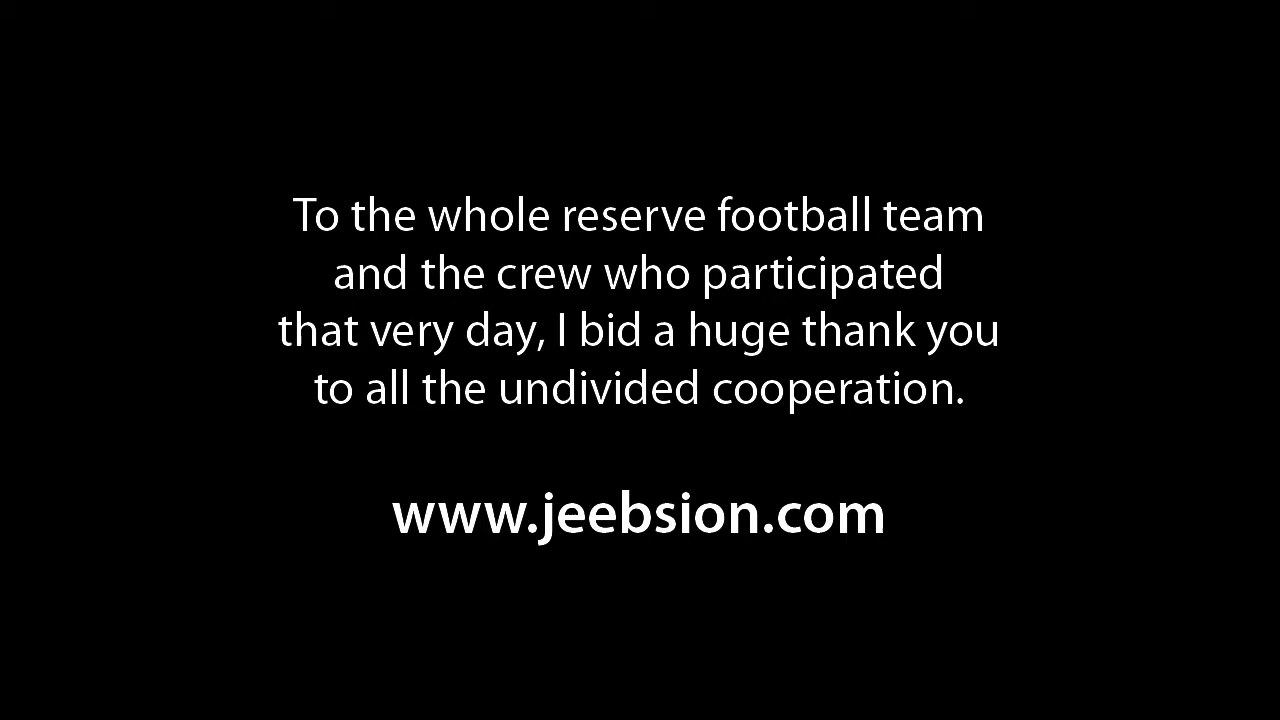 To the whole reserve football team
and the crew who participated
that very day, I bid a huge thank you
to all the undivided cooperation.
www.jeebsion.com